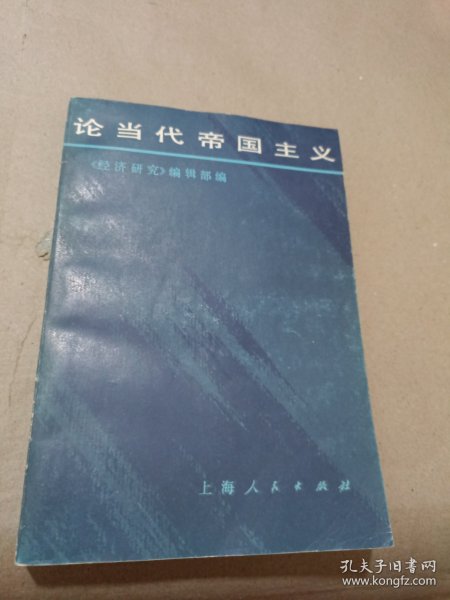 论当代帝国主义
《经济研究》编辑部编
上海人民出版社
孔夫子旧书网
www.kongfz.com